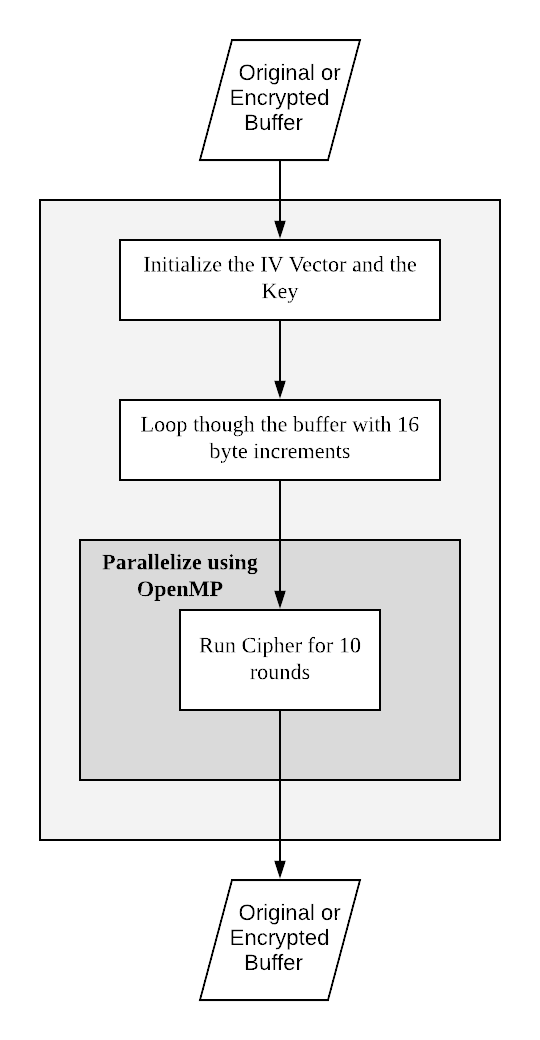 Original or
Encrypted
Buffer
Initialize the IV Vector and the
Key
Loop though the buffer with 16
byte increments
Parallelize using
OpenMP
Run Cipher for 10
rounds
Original or
Encrypted
Buffer